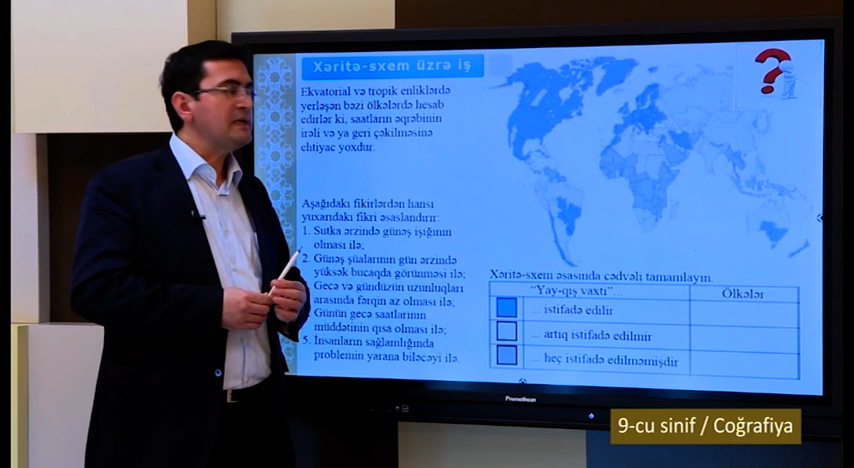 Xəritə-sxem üzrə iş
Ekvatorial və tropik enliklərdə
yerləşən bəzi ölkələrdə hesab
edirlər ki, saatların əqrəbinin
irəli və ya geri çəkilməsinə
ehtiyac yoxdur.
Aşağıdakı fikirlərdən hansı
yuxarıdakı fikri əsaslandırır:
1. Sutka ərzində günəş işığının
olması ilə;
2. Günəş şüalarının gün ərzində
yüksək bucaqda görünməsi ilə;
Gecə və gündüzün uzunluqları
arasında fərqin az olması ilə;
Günün gecə saatlarının
müddətinin qısa olması ilə;
5. İnsanların sağlamlığında
problemin yarana biləcəyi ilə.
Xəritə-sxem əsasında cədvəli tamamlayın.
"Yay-qış vaxtı"... Ölkələr
... istifadə edilir
... artıq istifadə edilmir
... heç istifadə edilməmişdir
Promethean
9-cu sinif / Coğrafiya